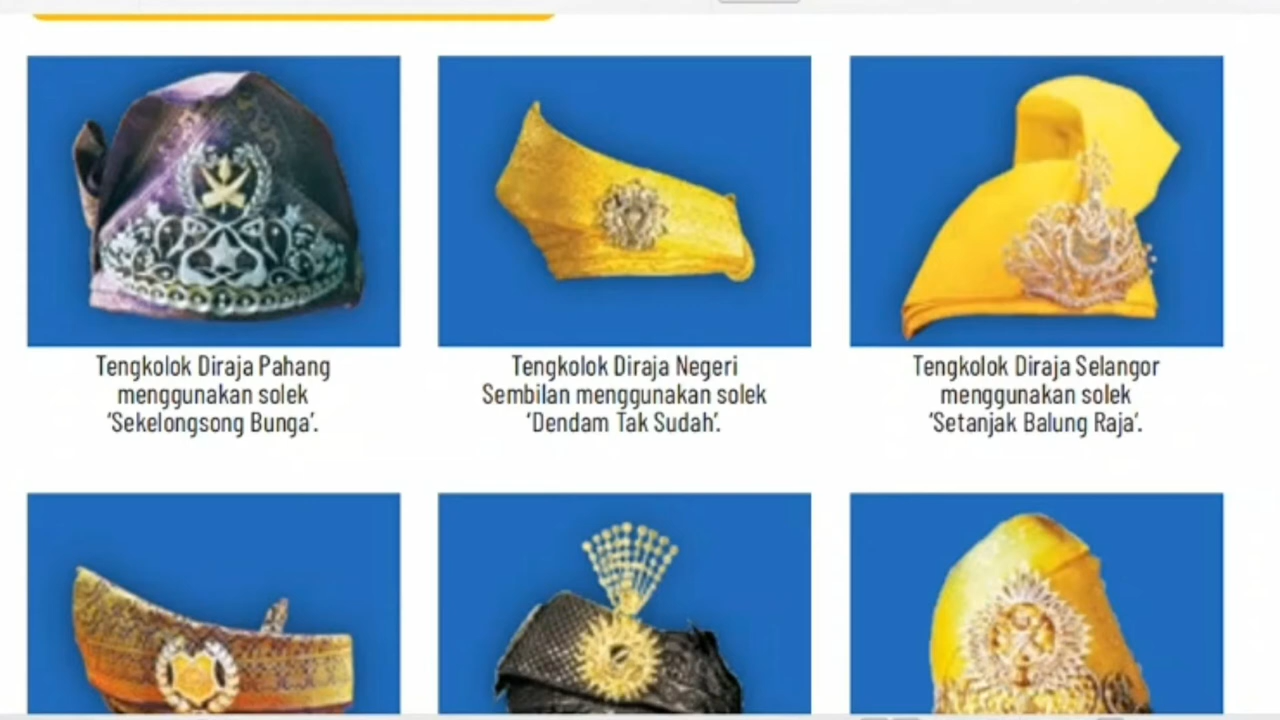 Tengkolok Diraja Pahang
menggunakan solek
‘Sekelongsong Bunga’.
Tengkolok Diraja Negeri
Sembilan menggunakan solek
‘Dendam Tak Sudah’.
Tengkolok Diraja Selangor
menggunakan solek
‘Setanjak Balung Raja’.